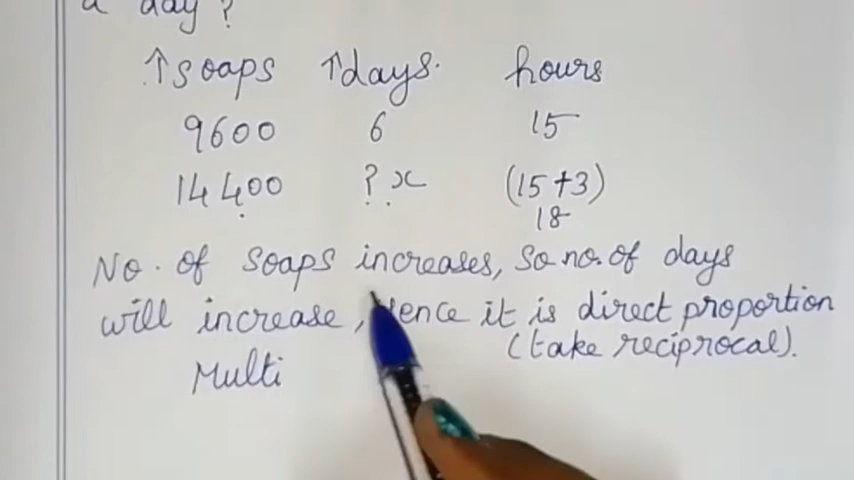 a day?
↑soaps ↑days. hours
9600 6 15
14400 ? x (15+3)
18
No. of soaps increases, so no. of days
will increase, Hence it is direct proportion
(take reciprocal).
Multi